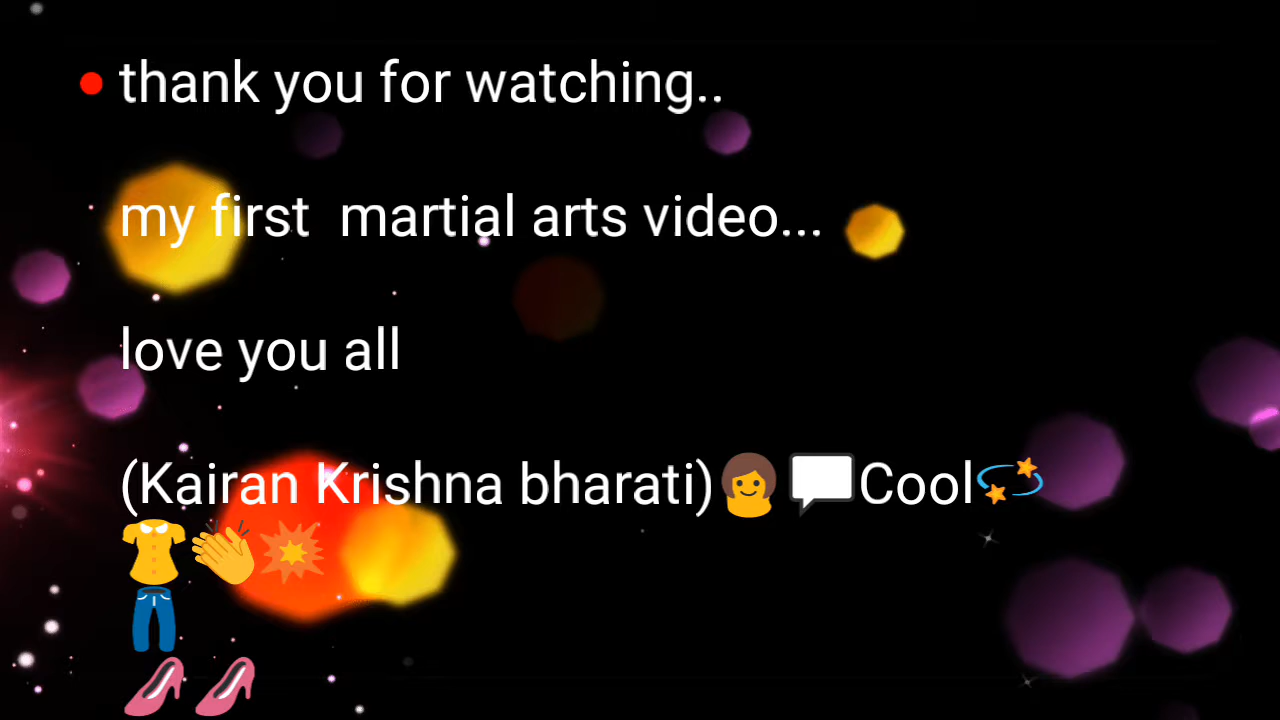 thank you for watching..
my first  martial arts video...
love you all
(Kairan Krishna bharati)👩💬Cool💫
👚👏💥
👖
👠👠